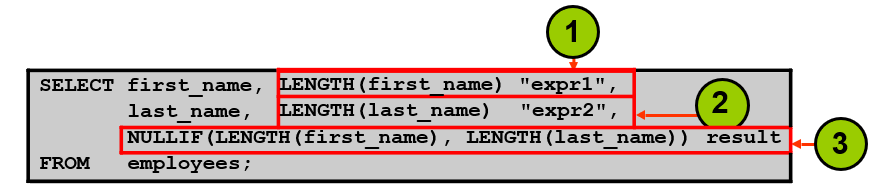 1
SELECT first_name, LENGTH(first_name) "expr1",
last_name, LENGTH(last_name) "expr2",
2
NULLIF(LENGTH(first_name), LENGTH(last_name)) result
3
FROM employees;